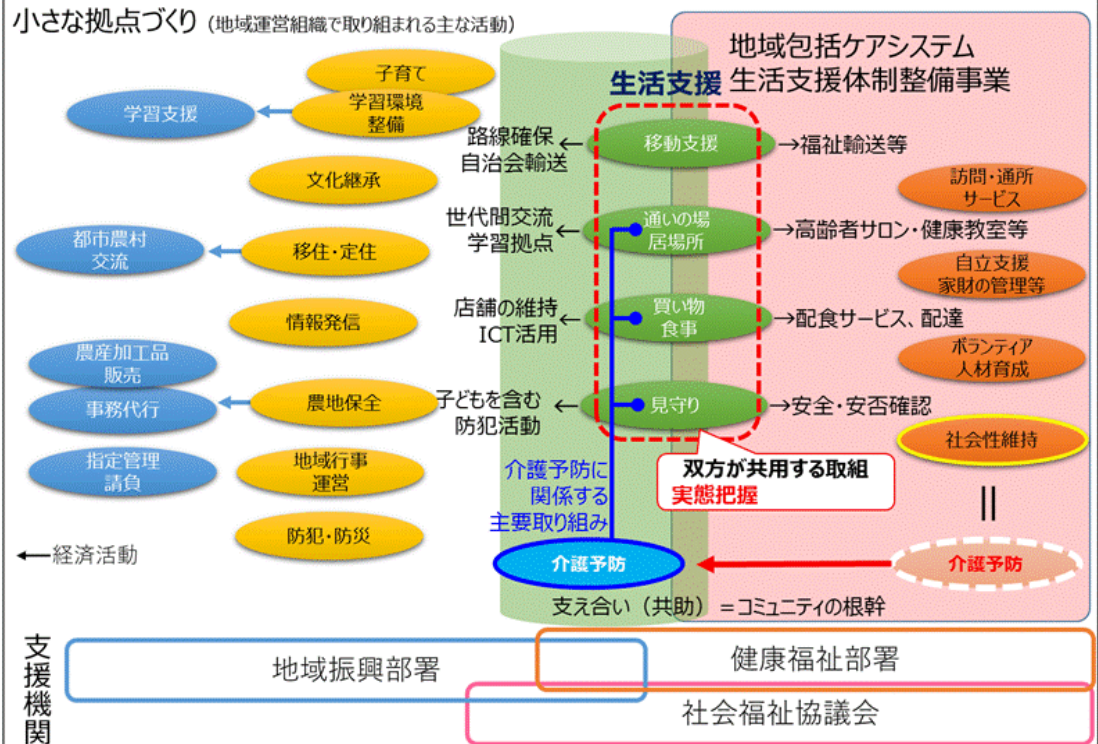 小さな拠点づくり (地域運営組織で取り組まれる主な活動)
地域包括ケアシステム
生活支援体制整備事業
生活支援
子育て
学習環境
整備
学習支援
文化継承
移住・定住
都市農村
交流
情報発信
農産加工品
販売
事務代行
農地保全
指定管理
請負
地域行事
運営
防犯・防災
←経済活動
路線確保
自治会輸送
←
移動支援
→福祉輸送等
世代間交流
学習拠点
←
通いの場
居場所
→高齢者サロン・健康教室等
店舗の維持
ICT活用
←
買い物
食事
→配食サービス、配達
子どもを含む
防犯活動
←
見守り
→安全・安否確認
訪問・通所
サービス
自立支援
家財の管理等
ボランティア
人材育成
社会性維持
||
介護予防
双方が共用する取組
実態把握
介護予防に
関係する
主要取り組み
介護予防
支え合い（共助）＝コミュニティの根幹
支援機関
地域振興部署
健康福祉部署
社会福祉協議会